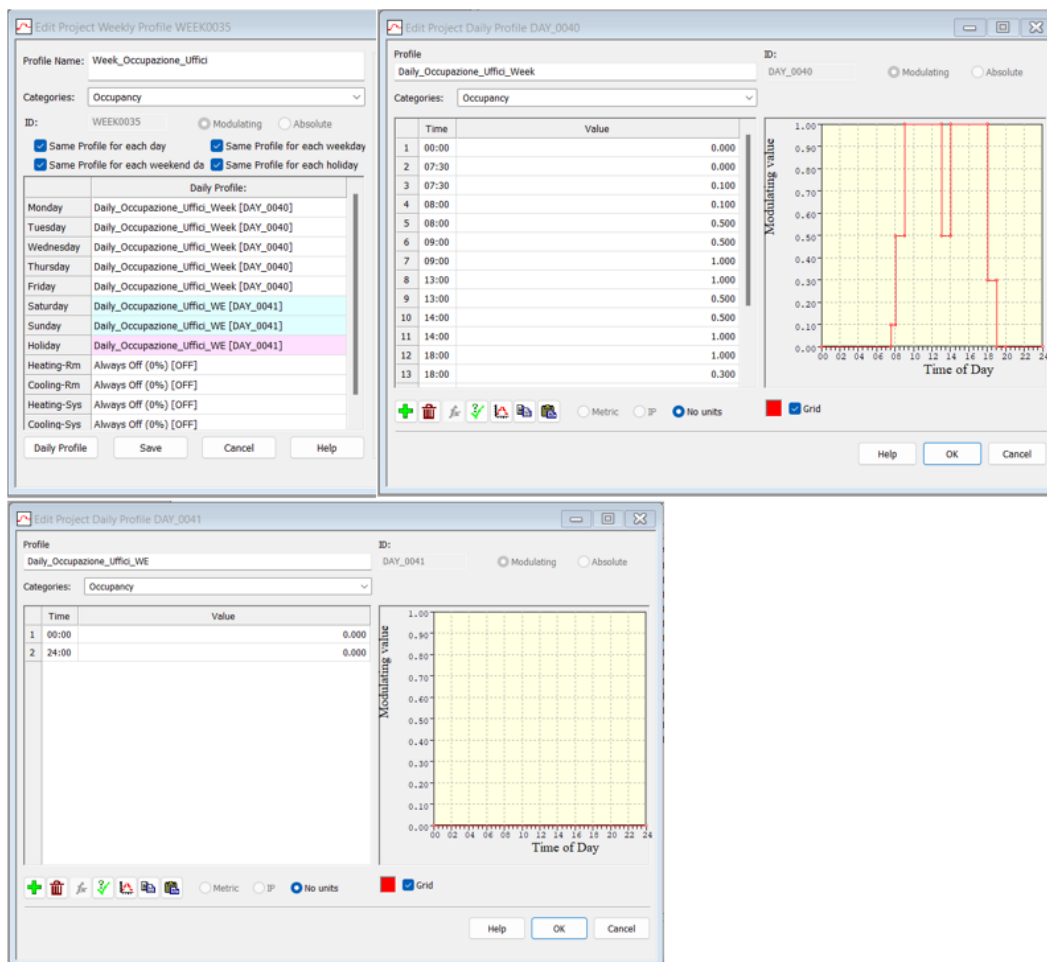 Edit Project Weekly Profile WEEK0035
Profile Name: Week_Occupazione_Uffici
Categories: Occupancy
ID: WEEK0035 Modulating Absolute
Same Profile for each day Same Profile for each weekday
Same Profile for each weekend da Same Profile for each holiday
Daily Profile:
Monday Daily_Occupazione_Uffici_Week [DAY_0040]
Tuesday Daily_Occupazione_Uffici_Week [DAY_0040]
Wednesday Daily_Occupazione_Uffici_Week [DAY_0040]
Thursday Daily_Occupazione_Uffici_Week [DAY_0040]
Friday Daily_Occupazione_Uffici_Week [DAY_0040]
Saturday Daily_Occupazione_Uffici_WE [DAY_0041]
Sunday Daily_Occupazione_Uffici_WE [DAY_0041]
Holiday Daily_Occupazione_Uffici_WE [DAY_0041]
Heating-Rm Always Off (0%) [OFF]
Cooling-Rm Always Off (0%) [OFF]
Heating-Sys Always Off (0%) [OFF]
Cooling-Sys Always Off (0%) [OFF]
Daily Profile Save Cancel Help
Edit Project Daily Profile DAY_0040
Profile ID:
Daily_Occupazione_Uffici_Week DAY_0040 Modulating Absolute
Categories: Occupancy
Time Value
1 00:00 0.000
2 07:30 0.000
3 07:30 0.100
4 08:00 0.100
5 08:00 0.500
6 09:00 0.500
7 09:00 1.000
8 13:00 1.000
9 13:00 0.500
10 14:00 0.500
11 14:00 1.000
12 18:00 1.000
13 18:00 0.300
Modulating value
1.00
0.90
0.80
0.70
0.60
0.50
0.40
0.30
0.20
0.10
0.00
00 02 04 06 08 10 12 14 16 18 20 22 24
Time of Day
Metric IP No units Grid
Help OK Cancel
Edit Project Daily Profile DAY_0041
Profile ID:
Daily_Occupazione_Uffici_WE DAY_0041 Modulating Absolute
Categories: Occupancy
Time Value
1 00:00 0.000
2 24:00 0.000
Modulating value
1.00
0.90
0.80
0.70
0.60
0.50
0.40
0.30
0.20
0.10
0.00
00 02 04 06 08 10 12 14 16 18 20 22 24
Time of Day
Metric IP No units Grid
Help OK Cancel